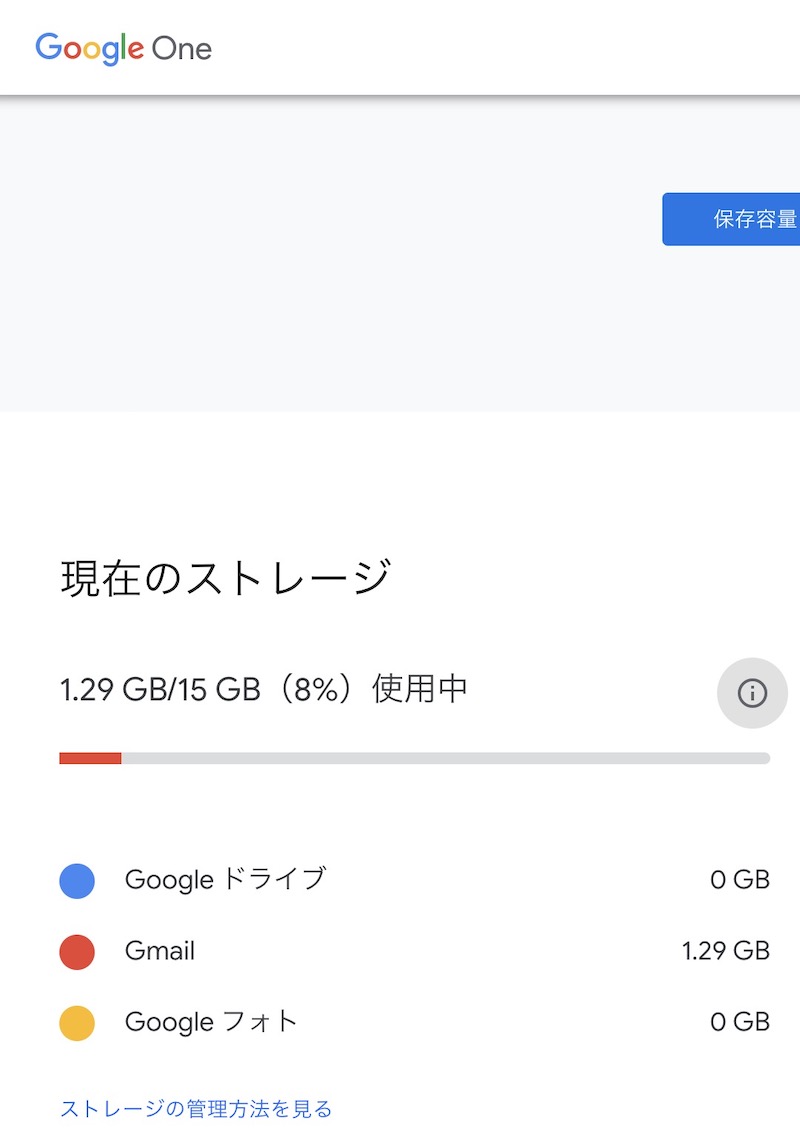 Google One
保存容量
現在のストレージ
1.29 GB/15 GB（8%）使用中
Google ドライブ 0 GB
Gmail 1.29 GB
Google フォト 0 GB
ストレージの管理方法を見る